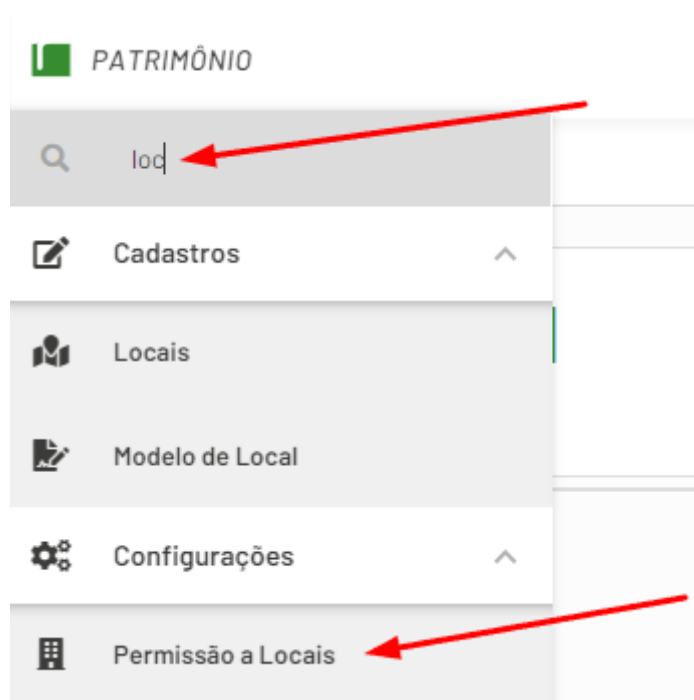 PATRIMÔNIO
loc
Cadastros
Locais
Modelo de Local
Configurações
Permissão a Locais